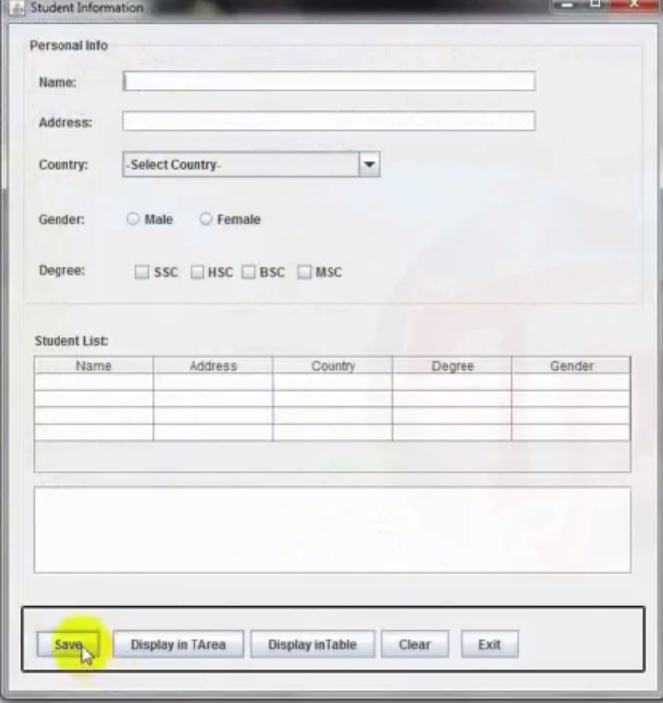 Student Information
Personal Info
Name:
Address:
Country: -Select Country-
Gender: Male Female
Degree: SSC HSC BSC MSC
Student List:
Name Address Country Degree Gender
Save Display in TArea Display inTable Clear Exit